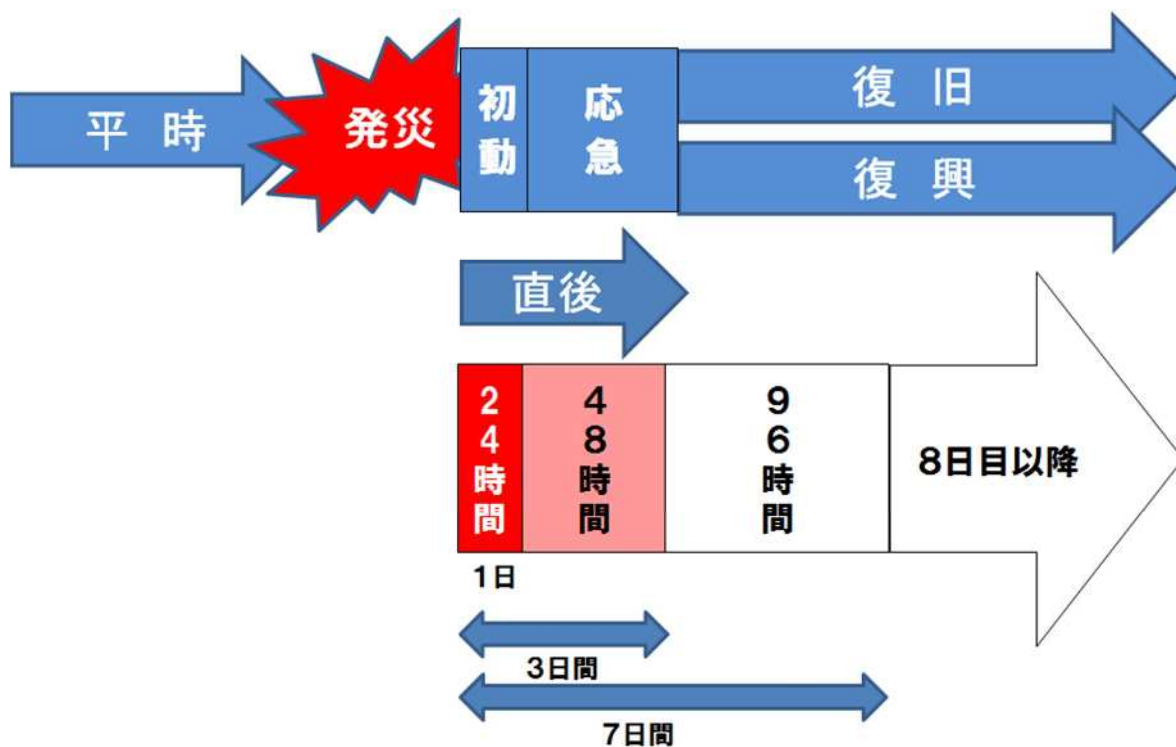 平 時
発災
初動
応急
復 旧
復 興
直後
24時間
48時間
96時間
8日目以降
1日
3日間
7日間